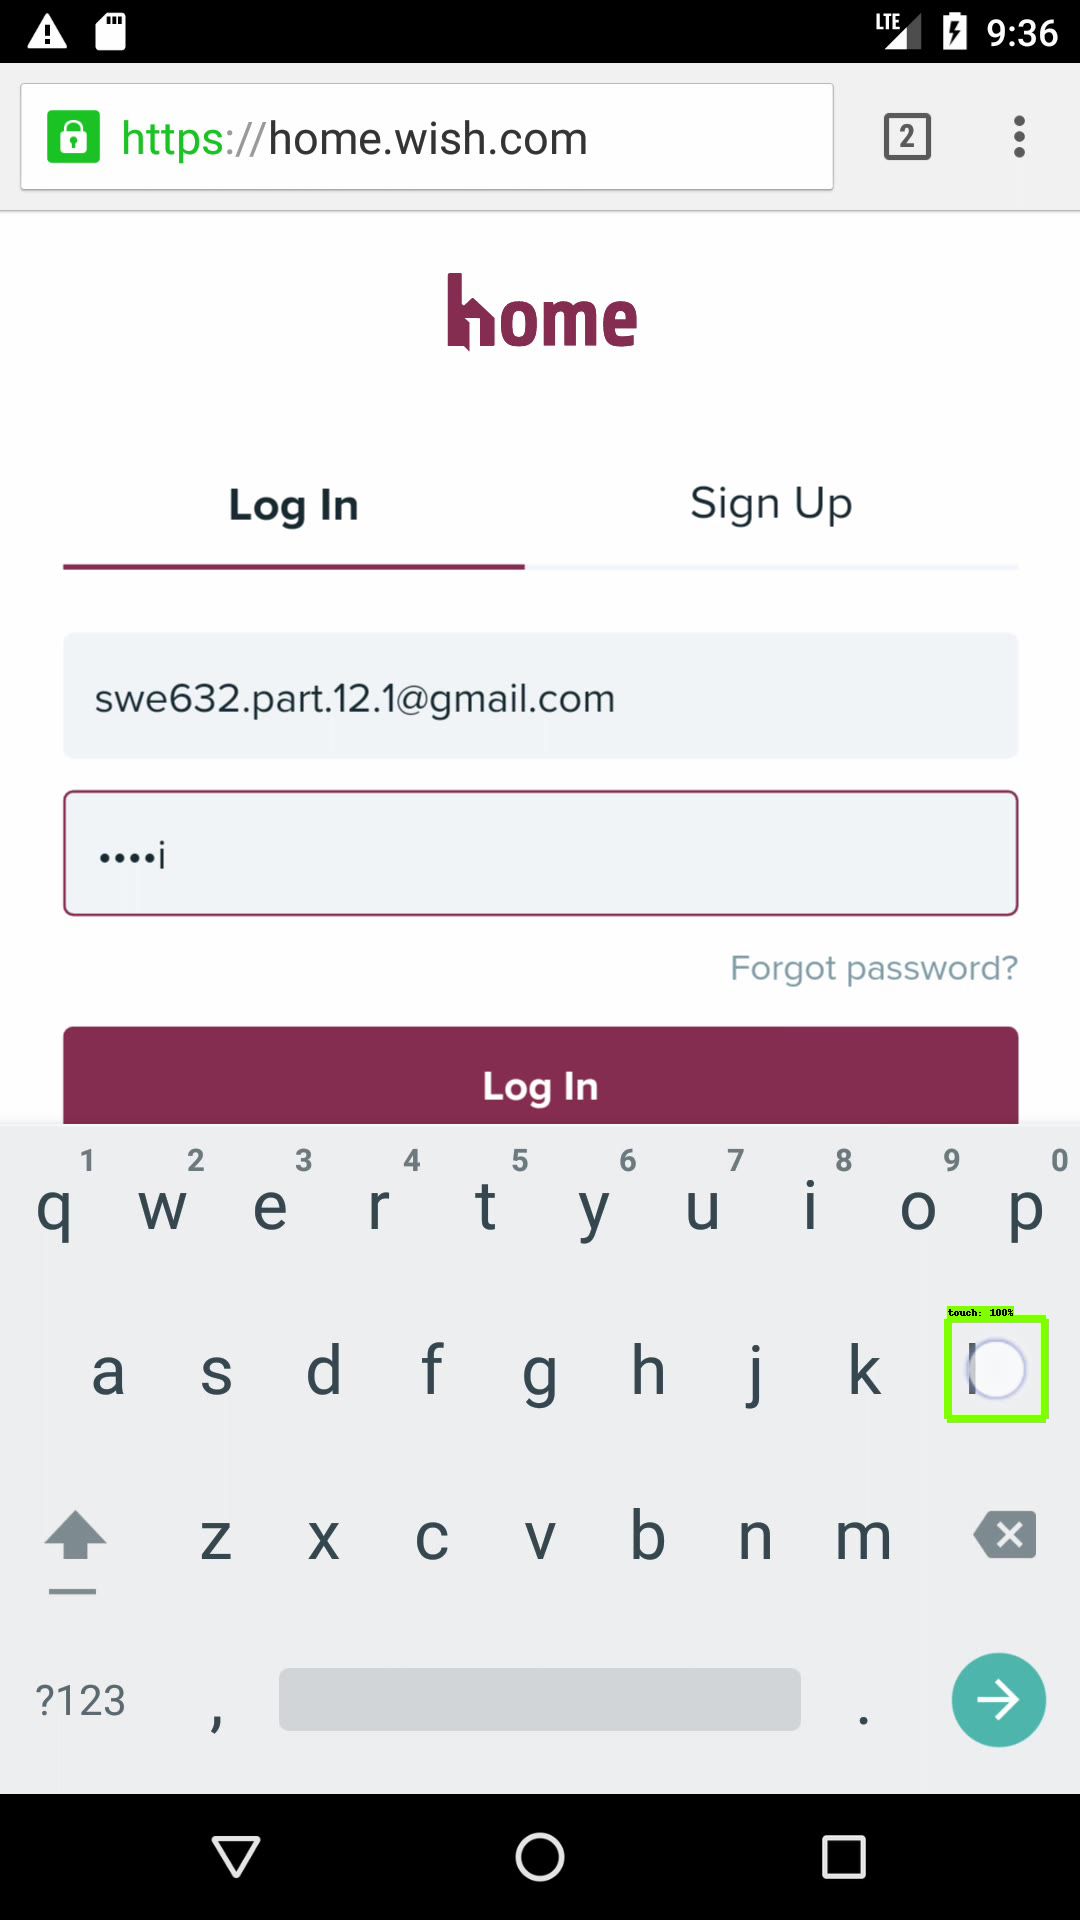 LTE 9:36
https://home.wish.com 2
home
Log In Sign Up
swe632.part.12.1@gmail.com
••••i
Forgot password?
Log In
1 2 3 4 5 6 7 8 9 0
q w e r t y u i o p
touch: 100%
a s d f g h j k l
z x c v b n m
?123 , .